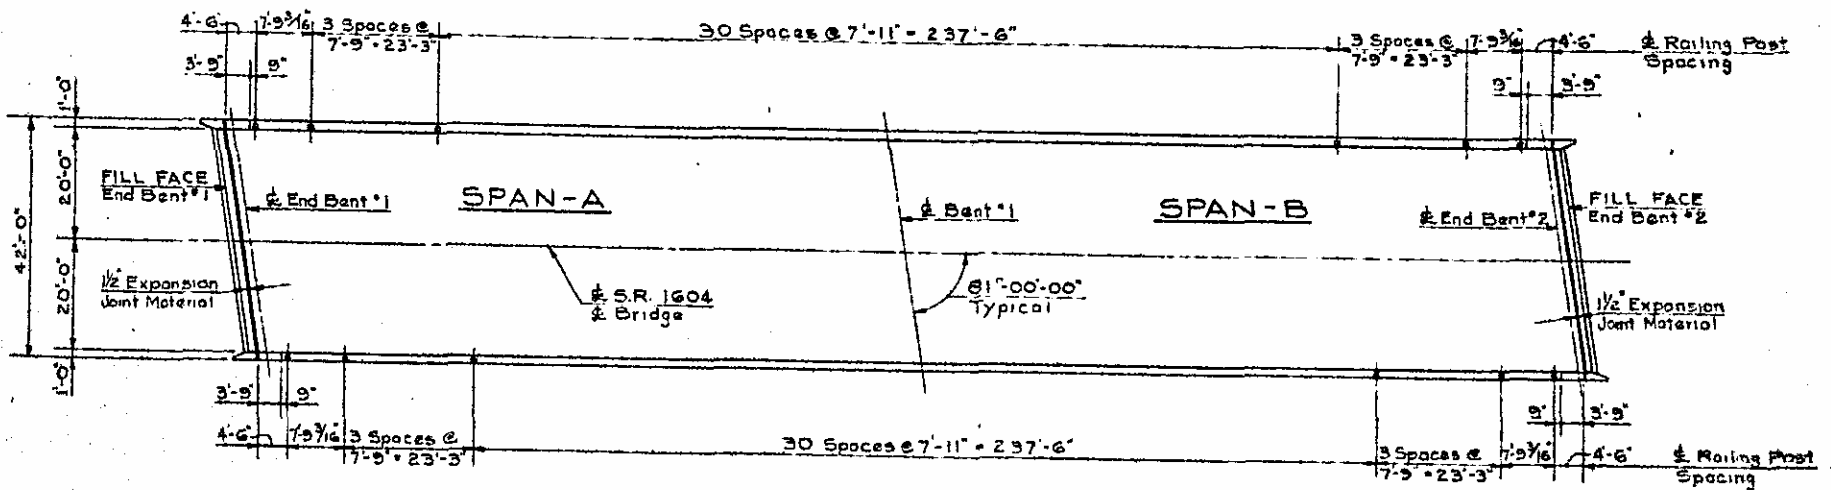 4'-6" 7'-9 3/16" 3 Spaces @ 30 Spaces @ 7'-11" = 237'-6" 3 Spaces @ 7'-9 3/16" 4'-6" ℄ Railing Post
7'-9" = 23'-3" 7'-9" = 23'-3" Spacing
3'-9" 9" 9" 3'-9"
1'-0"
20'-0"
42'-0"
20'-0"
1'-0"
FILL FACE
End Bent #1
℄ End Bent #1
SPAN-A
℄ Bent #1
SPAN-B
℄ End Bent #2
FILL FACE
End Bent #2
1½" Expansion
Joint Material
℄ S.R. 1604
℄ Bridge
81°-00'-00"
Typical
1½" Expansion
Joint Material
3'-9" 9" 9" 3'-9"
4'-6" 7'-9 3/16" 3 Spaces @ 30 Spaces @ 7'-11" = 237'-6" 3 Spaces @ 7'-9 3/16" 4'-6" ℄ Railing Post
7'-9" = 23'-3" 7'-9" = 23'-3" Spacing